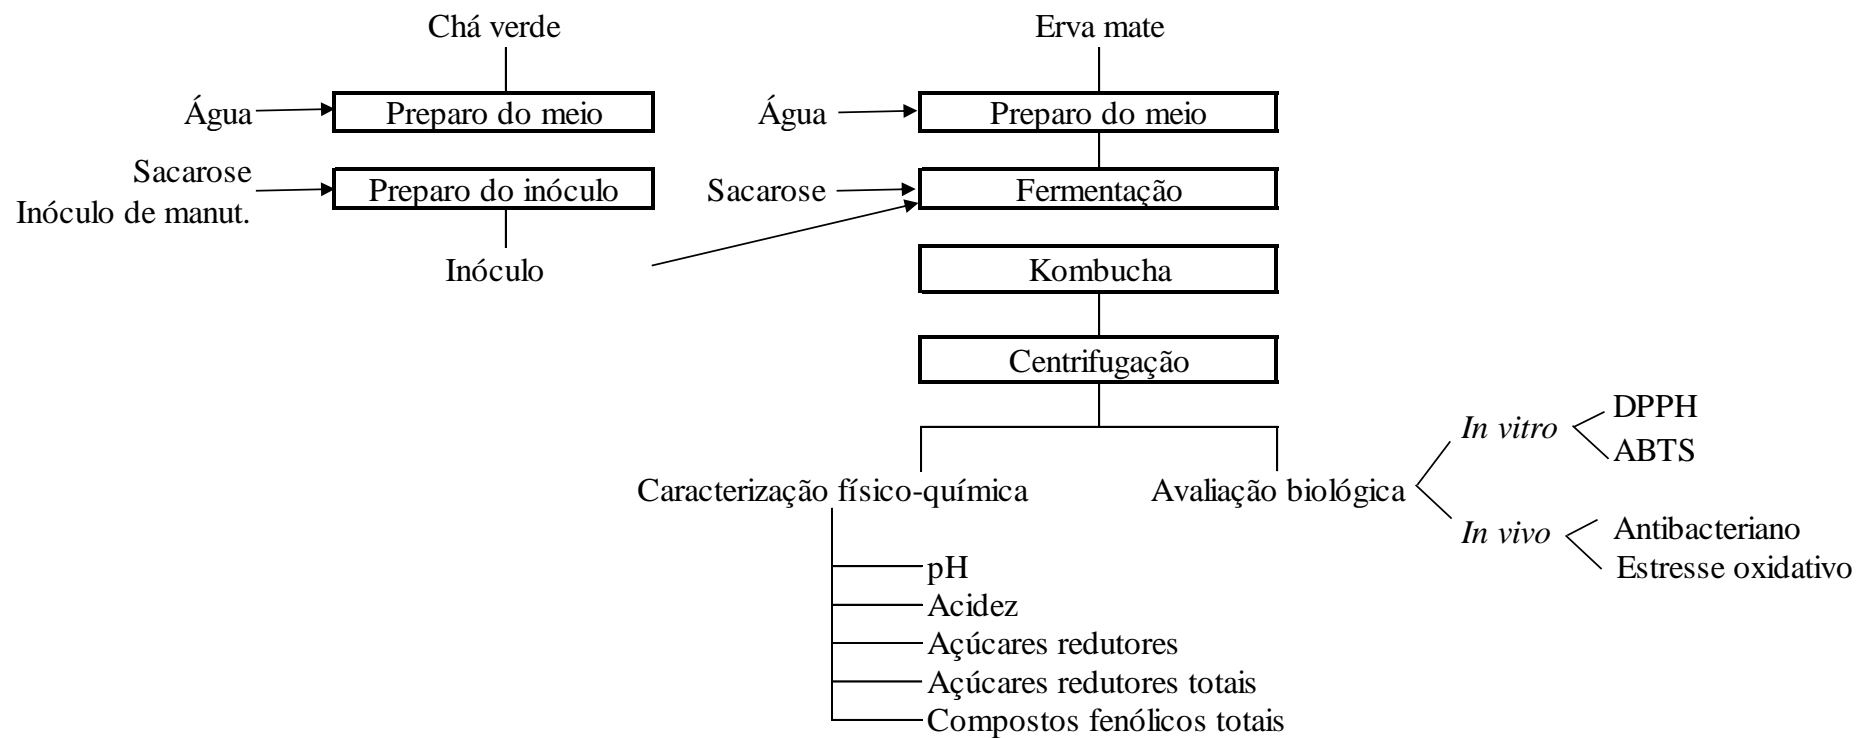 Chá verde
Erva mate
Água
Preparo do meio
Água
Preparo do meio
Sacarose
Inóculo de manut.
Preparo do inóculo
Sacarose
Fermentação
Inóculo
Kombucha
Centrifugação
Caracterização físico-química
Avaliação biológica
In vitro
DPPH
ABTS
In vivo
Antibacteriano
Estresse oxidativo
pH
Acidez
Açúcares redutores
Açúcares redutores totais
Compostos fenólicos totais